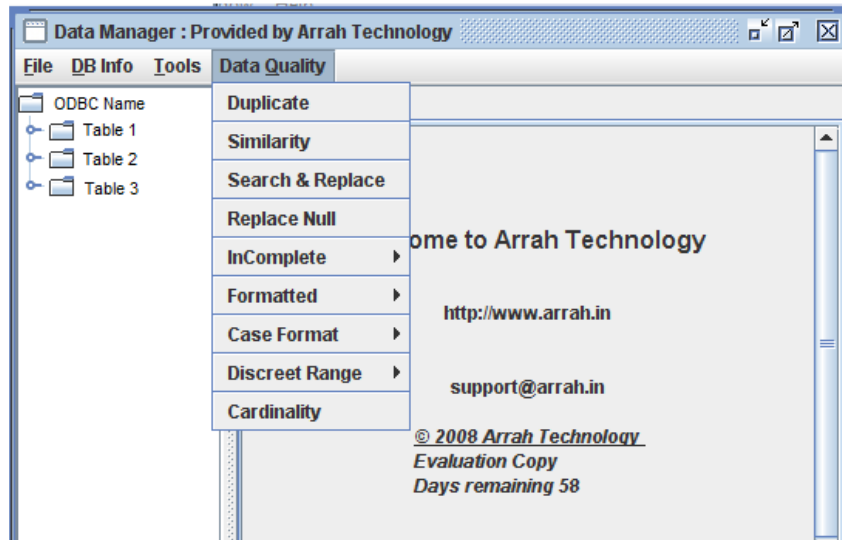 Data Manager : Provided by Arrah Technology
File DB Info Tools Data Quality
ODBC Name
Table 1
Table 2
Table 3
Duplicate
Similarity
Search & Replace
Replace Null
InComplete
Formatted
Case Format
Discreet Range
Cardinality
ome to Arrah Technology
http://www.arrah.in
support@arrah.in
© 2008 Arrah Technology
Evaluation Copy
Days remaining 58